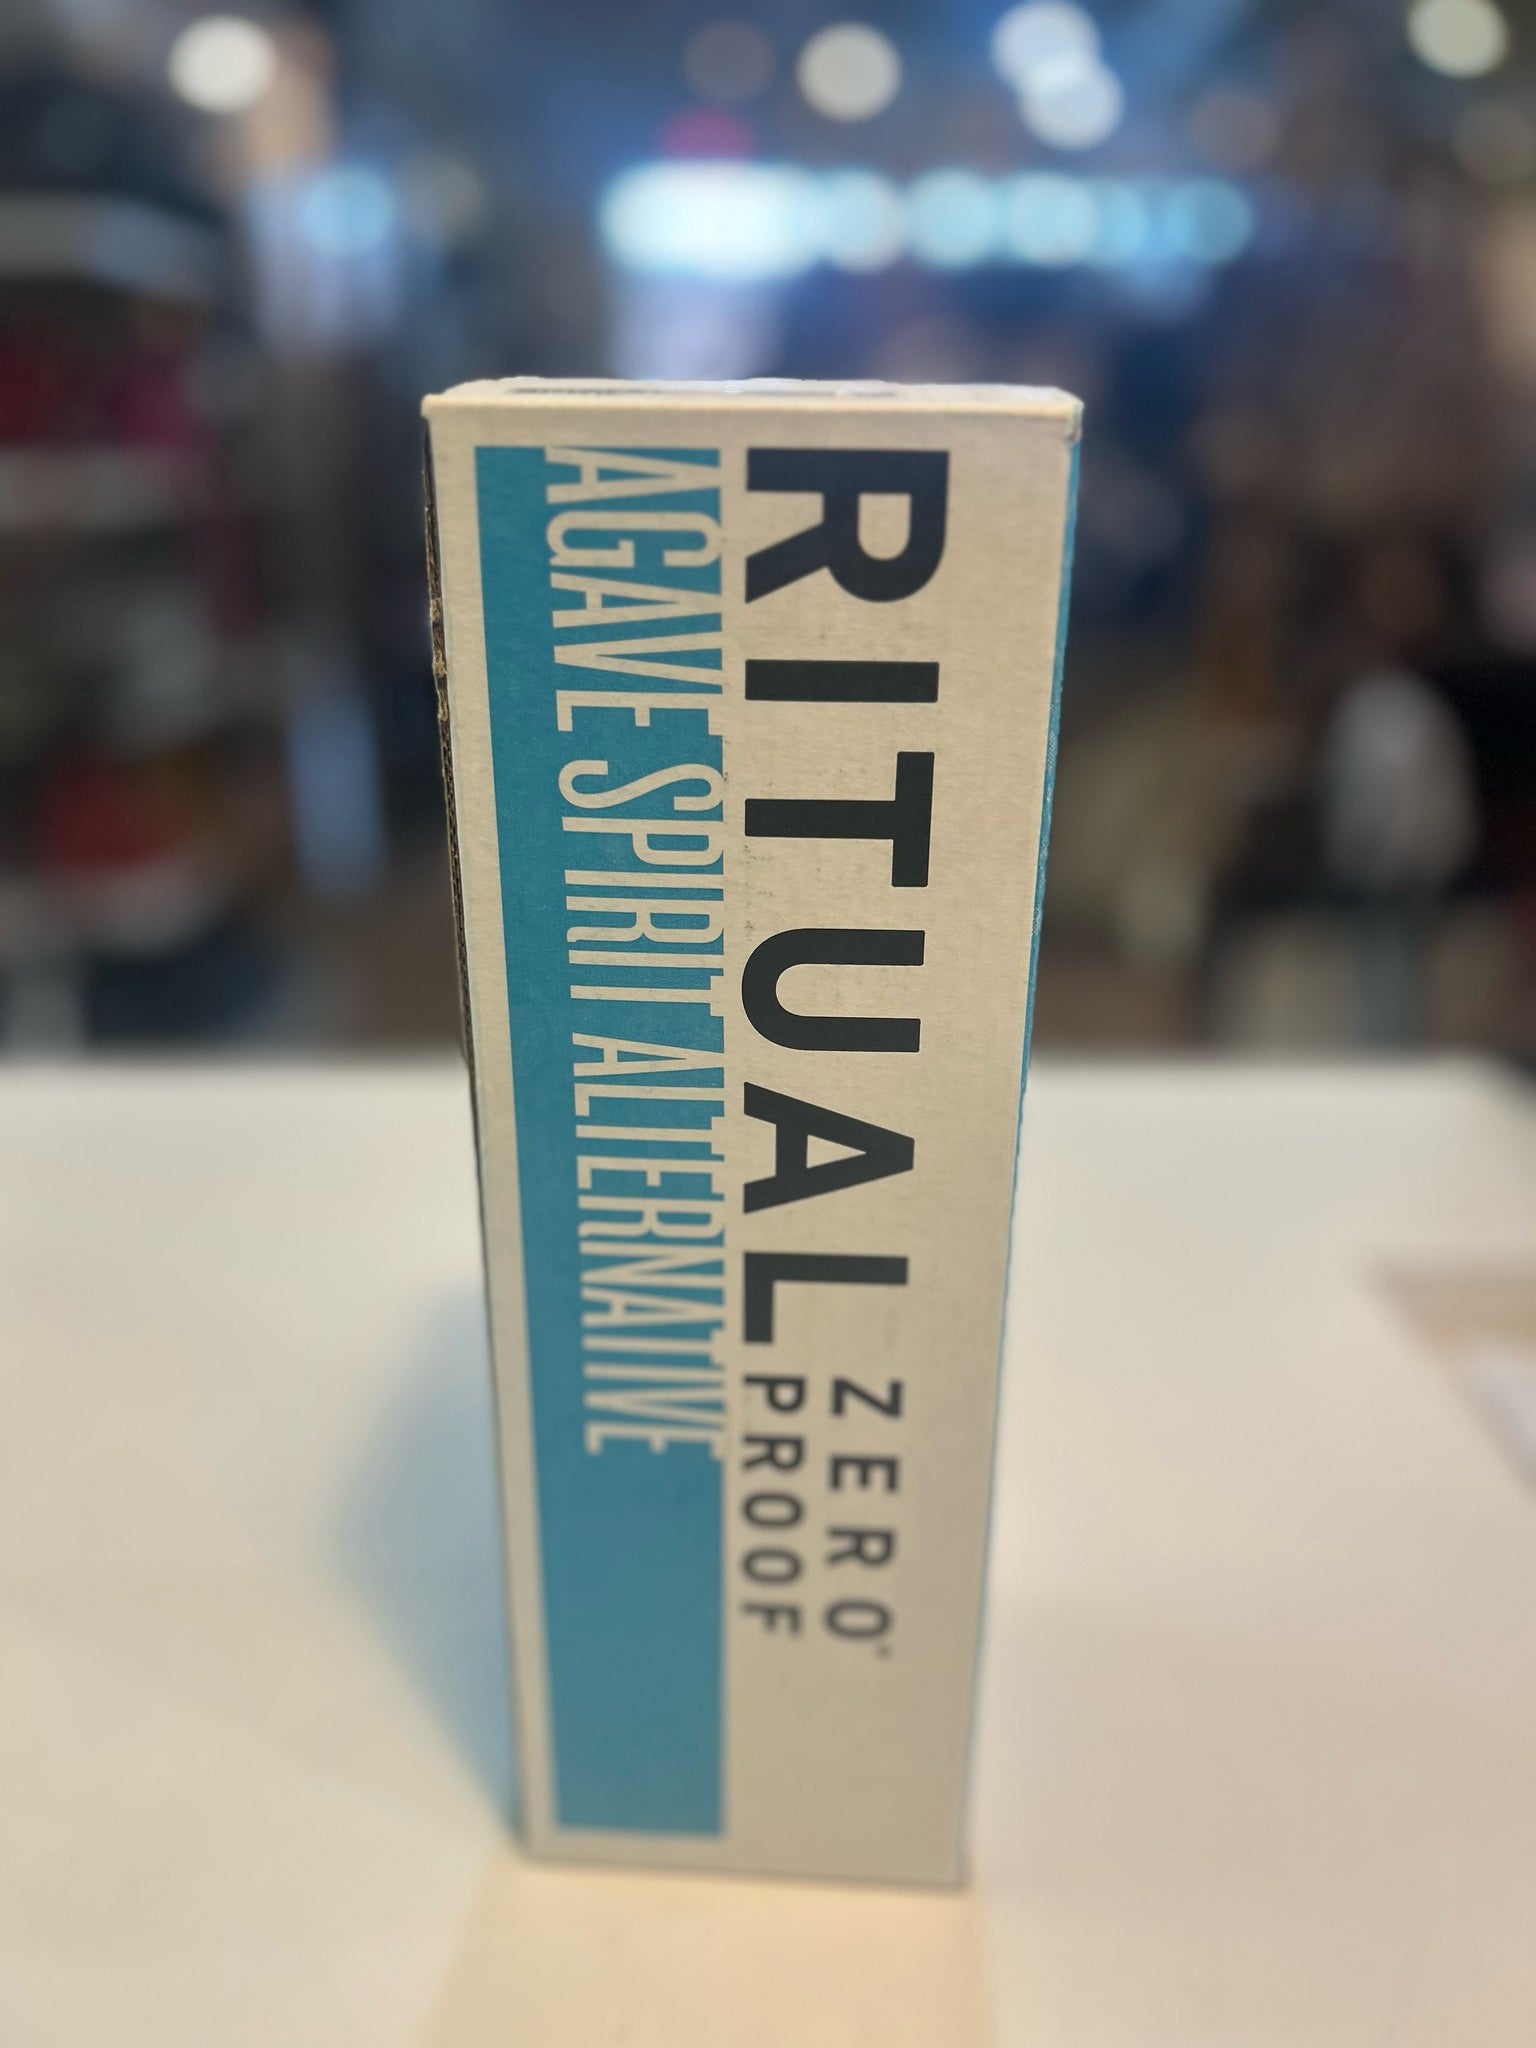 RITUAL
ZERO
PROOF
AGAVE SPIRIT ALTERNATIVE